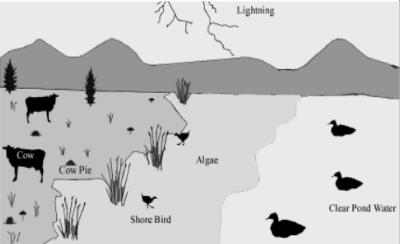 Lightning
Cow
Cow Pie
Algae
Shore Bird
Clear Pond Water